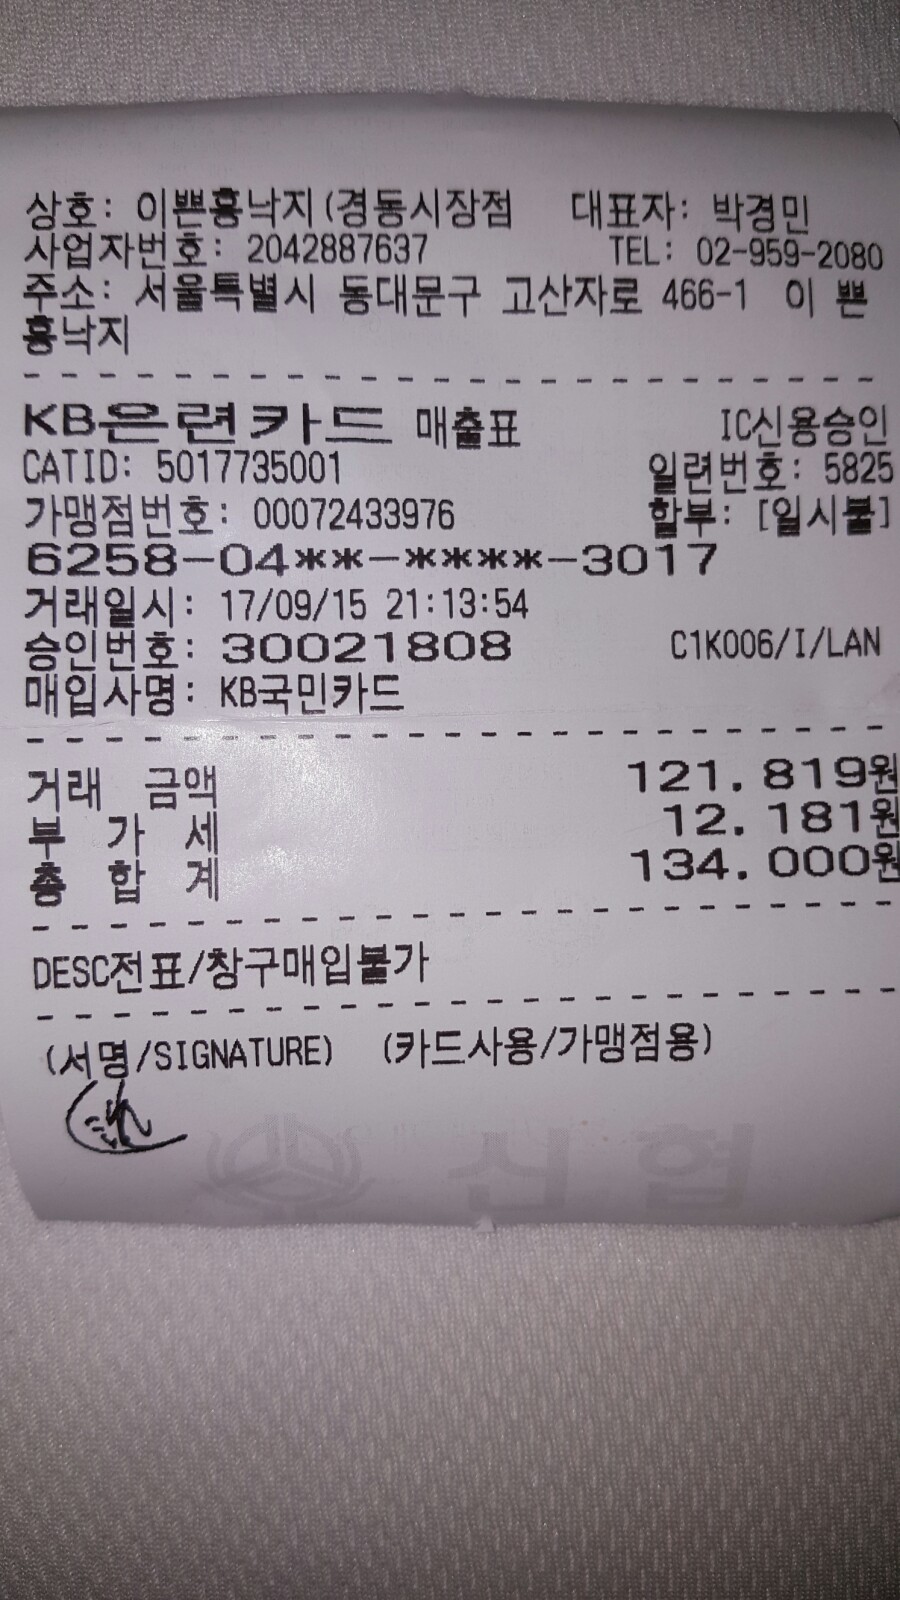 상호: 이쁜홍낙지(경동시장점 대표자: 박경민
사업자번호: 2042887637 TEL: 02-959-2080
주소: 서울특별시 동대문구 고산자로 466-1 이 쁜
홍낙지
KB은련카드 매출표 IC신용승인
CATID: 5017735001 일련번호: 5825
가맹점번호: 00072433976 할부: [일시불]
6258-04**-****-3017
거래일시: 17/09/15 21:13:54
승인번호: 30021808 C1K006/I/LAN
매입사명: KB국민카드
거래 금액 121.819원
부 가 세 12.181원
총 합 계 134.000원
DESC전표/창구매입불가
(서명/SIGNATURE) (카드사용/가맹점용)
신협